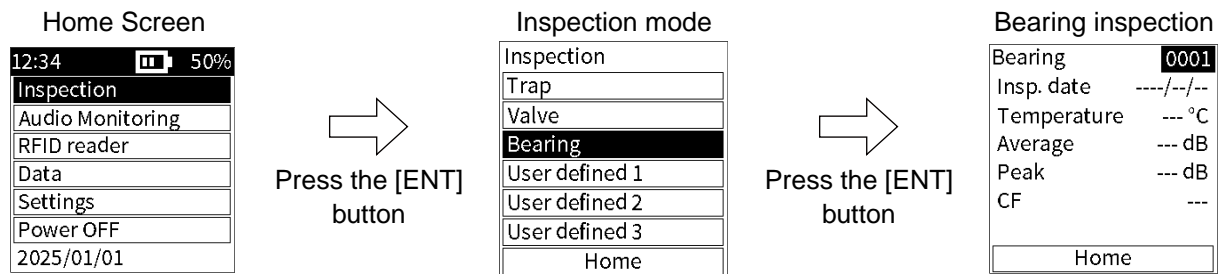 Home Screen
12:34 50%
Inspection
Audio Monitoring
RFID reader
Data
Settings
Power OFF
2025/01/01
Press the [ENT]
button
Inspection mode
Inspection
Trap
Valve
Bearing
User defined 1
User defined 2
User defined 3
Home
Press the [ENT]
button
Bearing inspection
Bearing 0001
Insp. date ----/--/--
Temperature --- °C
Average --- dB
Peak --- dB
CF ---
Home